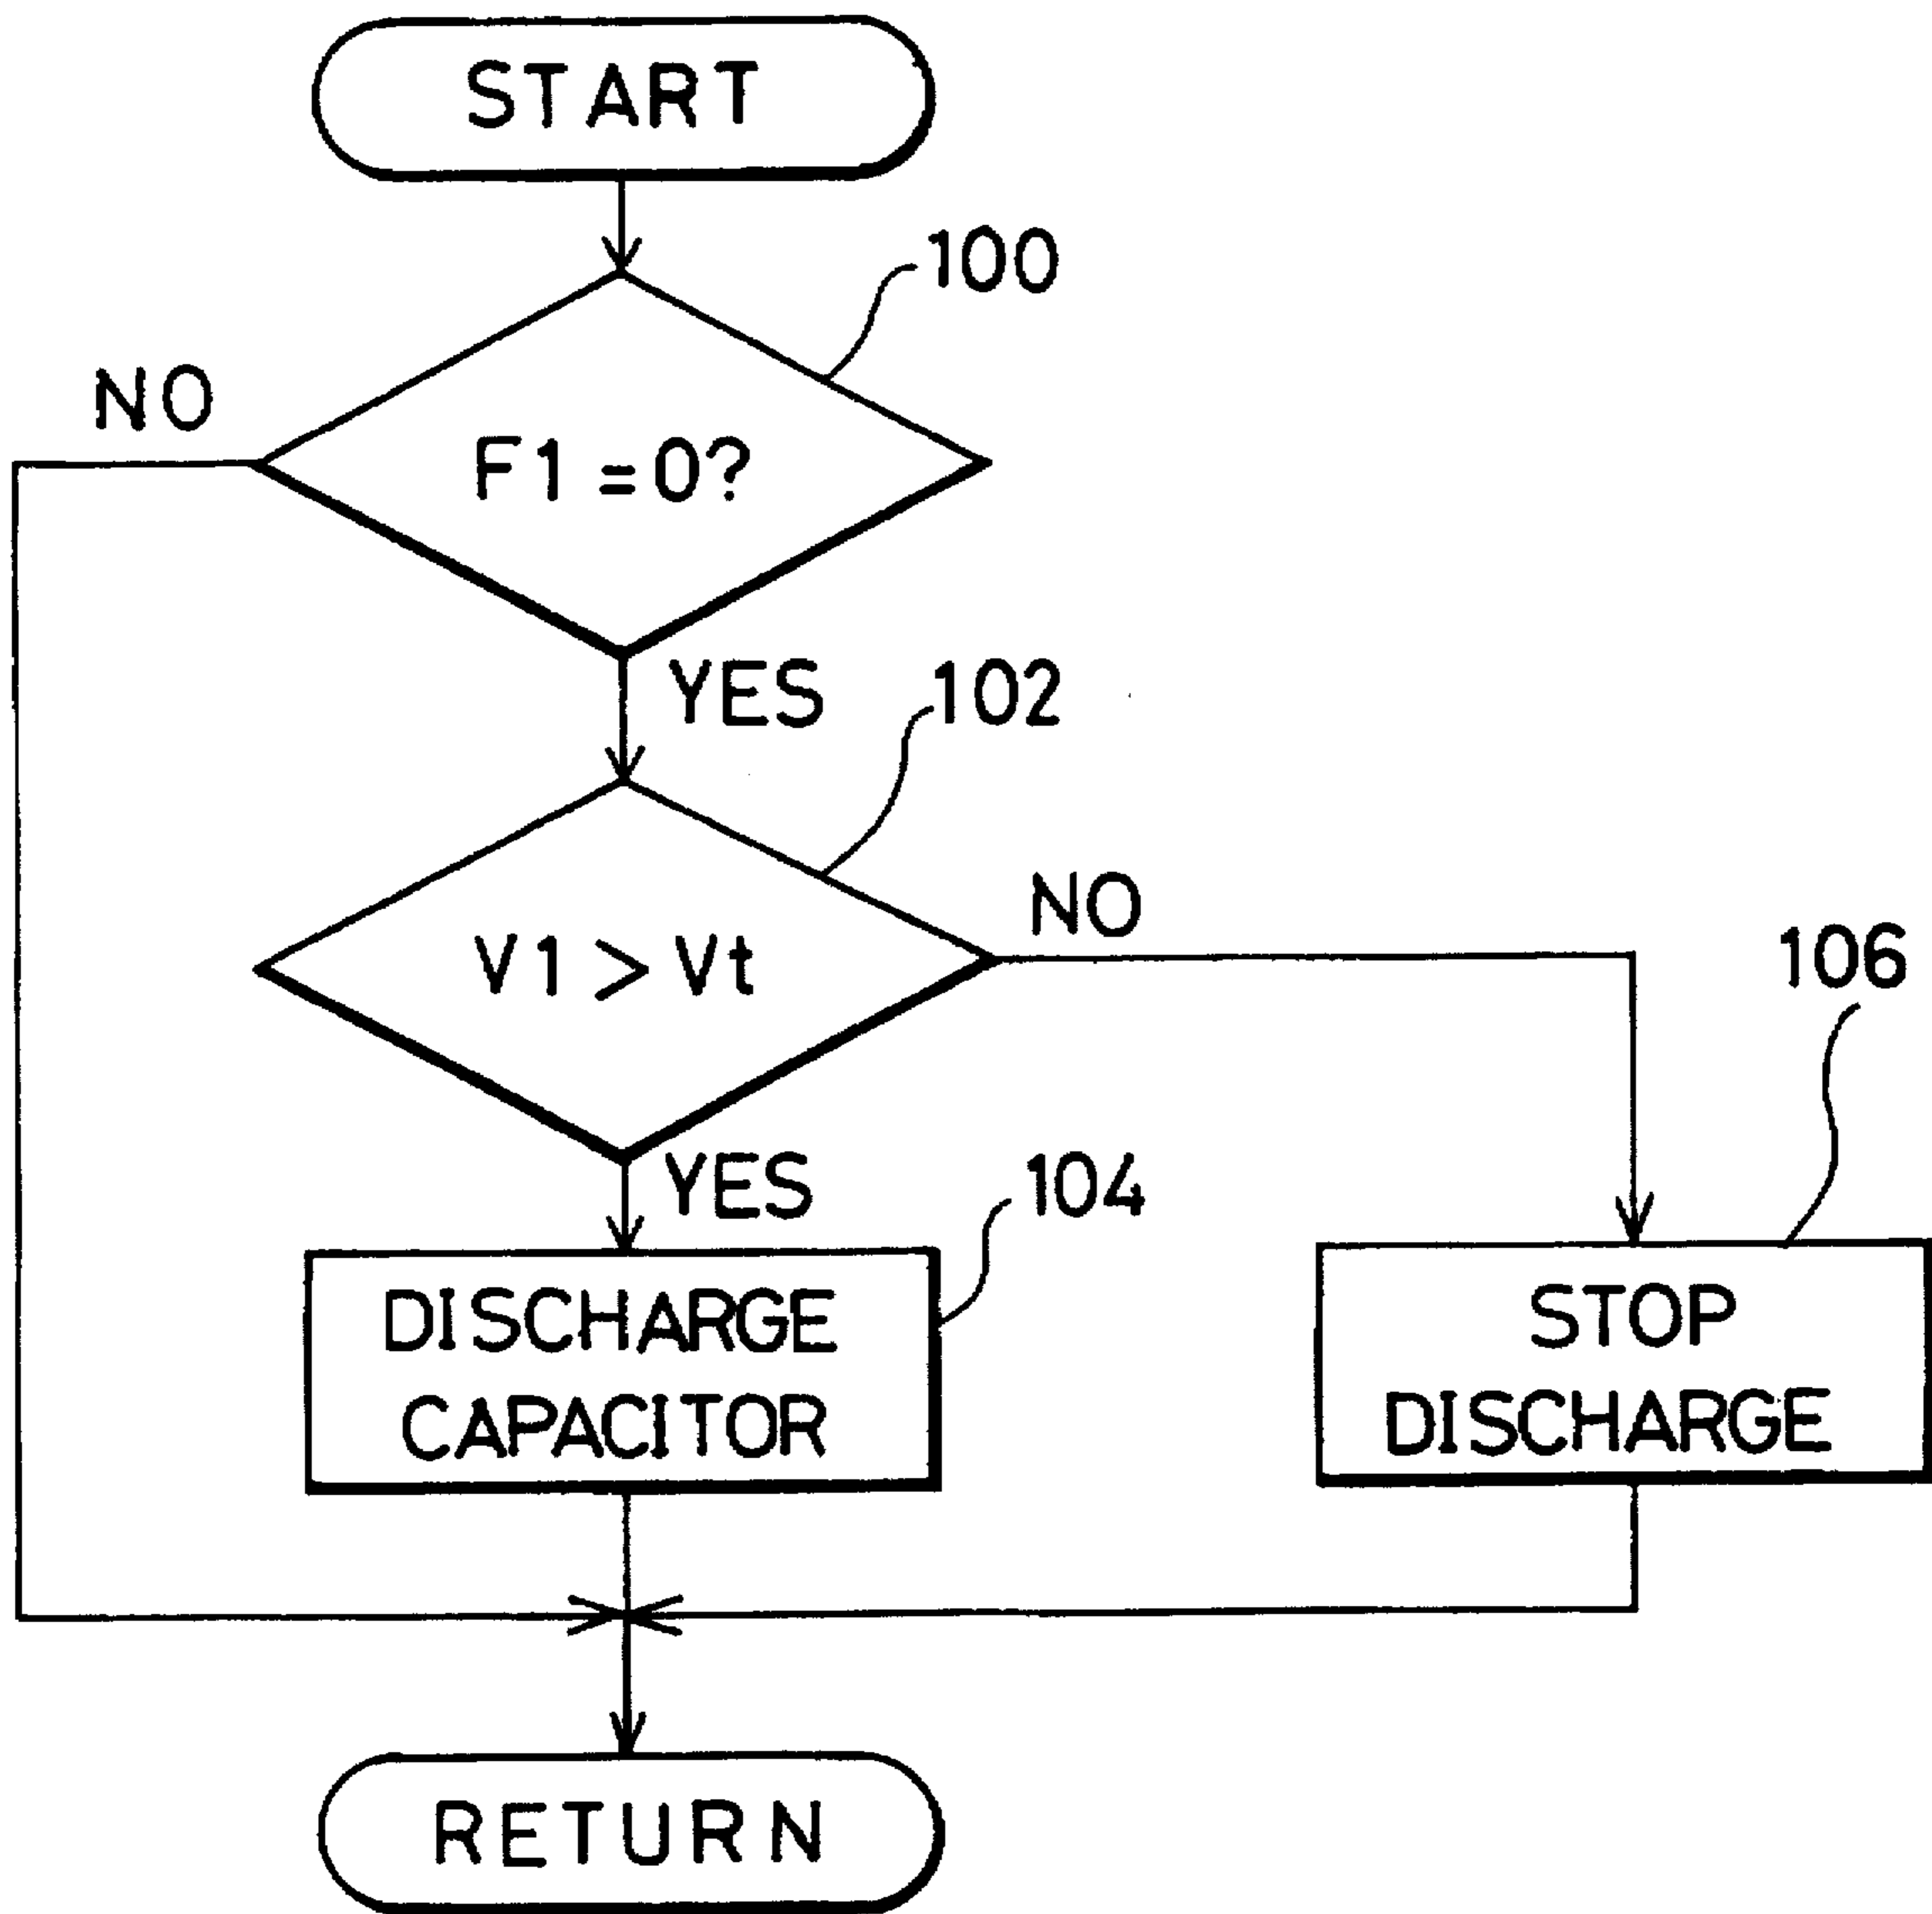 START
100
NO
F1=0?
YES
102
V1>Vt
NO
106
YES
104
DISCHARGE
CAPACITOR
STOP
DISCHARGE
RETURN